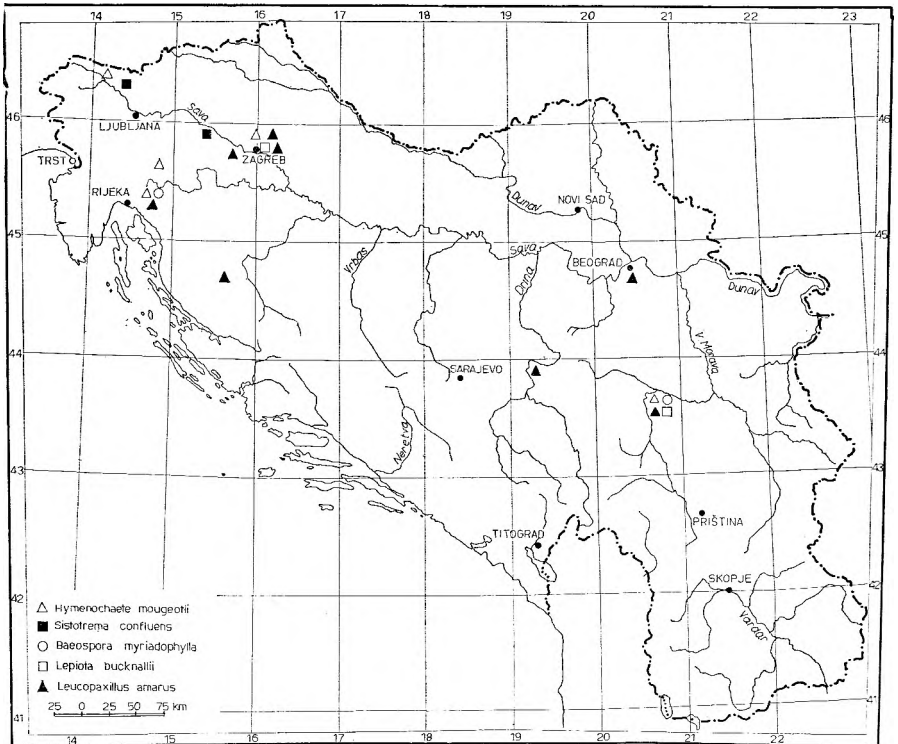 14 15 16 17 18 19 20 21 22 23
46 46
LJUBLJANA
Sava
ZAGREB
TRST
RIJEKA
NOVI SAD
Dunav
45 45
Vrbas
Sava
Drina
BEOGRAD
Dunav
V. Morava
44 44
SARAJEVO
Neretva
43 43
PRIŠTINA
TITOGRAD
SKOPJE
42 42
Vardar
Hymenochaete mougeotii
Sistotrema confluens
Baeospora myriadophylla
Lepiota bucknallii
Leucopaxillus amarus
25 0 25 50 75 km
41 41
14 15 16 17 18 19 20 21 22